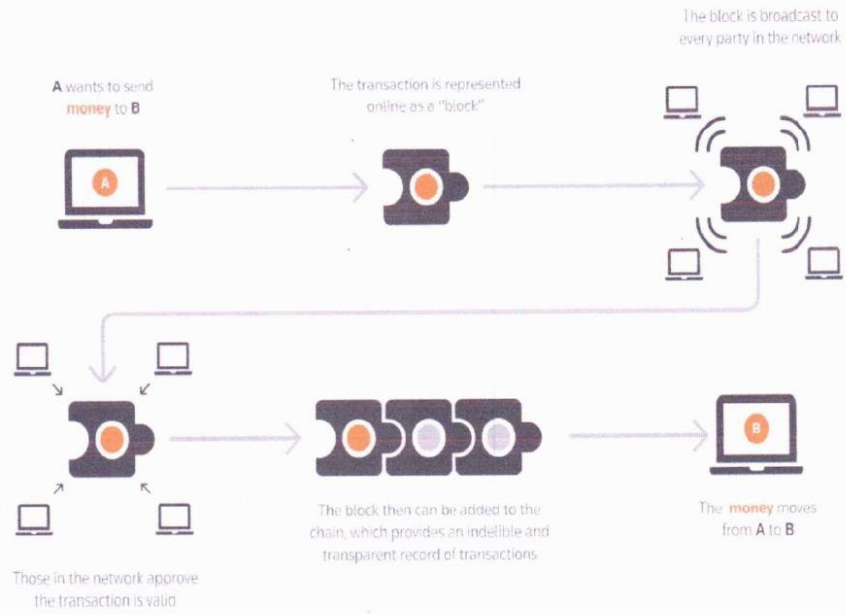 A wants to send
money to B
A
The transaction is represented
online as a "block"
The block is broadcast to
every party in the network
Those in the network approve
the transaction is valid
The block then can be added to the
chain, which provides an indelible and
transparent record of transactions
B
The money moves
from A to B